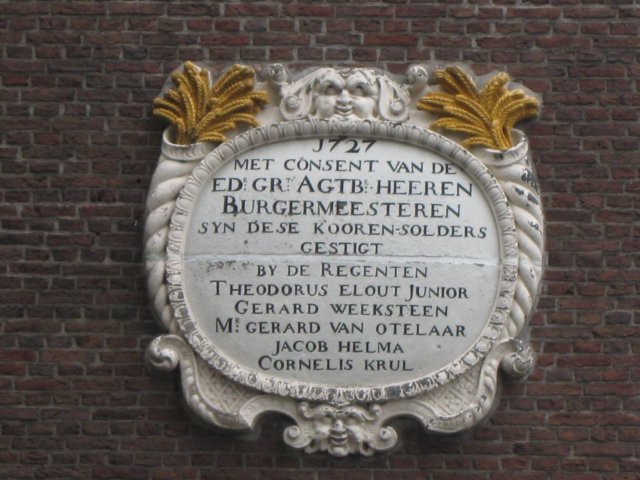 1727
MET CONSENT VAN DE
ED: GR: AGTB: HEEREN
BURGERMEESTEREN
SYN DESE KOOREN-SOLDERS
GESTIGT
BY DE REGENTEN
THEODORUS ELOUT JUNIOR
GERARD WEEKSTEEN
MR. GERARD VAN OTELAAR
JACOB HELMA
CORNELIS KRUL